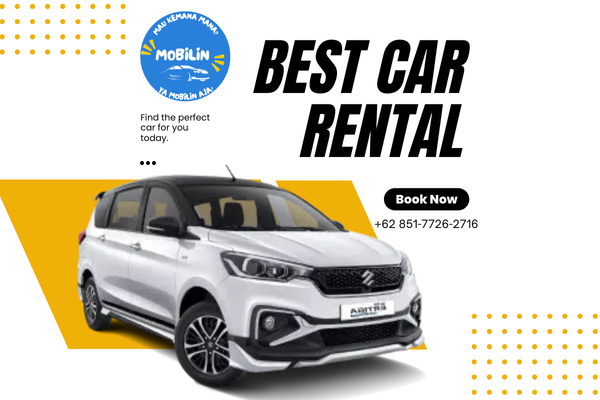 MAU KEMANA MANA?
MOBILIN
YA MOBILIN AJA!
Find the perfect
car for you
today.
BEST CAR
RENTAL
Book Now
+62 851-7726-2716
ERTIGA